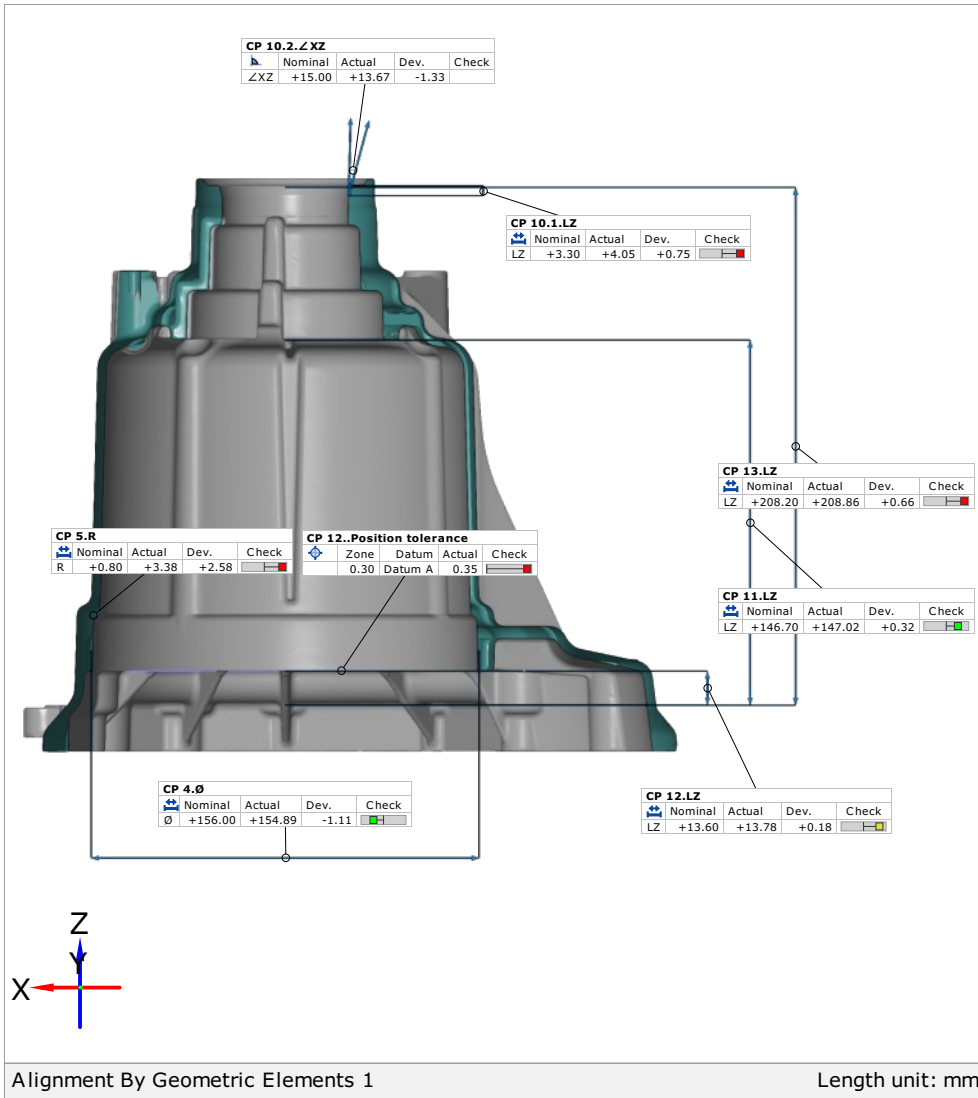 CP 10.2.∠XZ
Nominal Actual Dev. Check
∠XZ +15.00 +13.67 -1.33
CP 10.1.LZ
Nominal Actual Dev. Check
LZ +3.30 +4.05 +0.75
CP 13.LZ
Nominal Actual Dev. Check
LZ +208.20 +208.86 +0.66
CP 5.R
Nominal Actual Dev. Check
R +0.80 +3.38 +2.58
CP 12..Position tolerance
Zone Datum Actual Check
0.30 Datum A 0.35
CP 11.LZ
Nominal Actual Dev. Check
LZ +146.70 +147.02 +0.32
CP 4.Ø
Nominal Actual Dev. Check
Ø +156.00 +154.89 -1.11
CP 12.LZ
Nominal Actual Dev. Check
LZ +13.60 +13.78 +0.18
Z
Y
X
Alignment By Geometric Elements 1
Length unit: mm